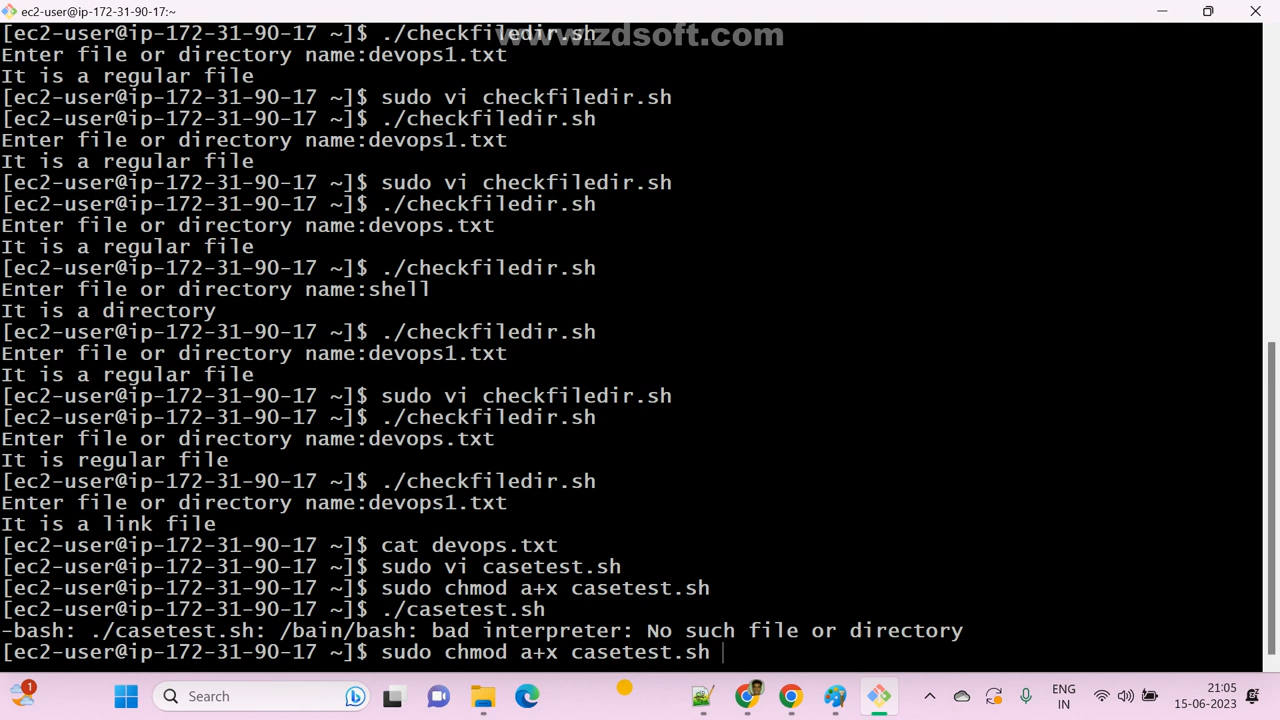 ec2-user@ip-172-31-90-17:~
[ec2-user@ip-172-31-90-17 ~]$ ./checkfiledir.sh
www.zdsoft.com
Enter file or directory name:devops1.txt
It is a regular file
[ec2-user@ip-172-31-90-17 ~]$ sudo vi checkfiledir.sh
[ec2-user@ip-172-31-90-17 ~]$ ./checkfiledir.sh
Enter file or directory name:devops1.txt
It is a regular file
[ec2-user@ip-172-31-90-17 ~]$ sudo vi checkfiledir.sh
[ec2-user@ip-172-31-90-17 ~]$ ./checkfiledir.sh
Enter file or directory name:devops.txt
It is a regular file
[ec2-user@ip-172-31-90-17 ~]$ ./checkfiledir.sh
Enter file or directory name:shell
It is a directory
[ec2-user@ip-172-31-90-17 ~]$ ./checkfiledir.sh
Enter file or directory name:devops1.txt
It is a regular file
[ec2-user@ip-172-31-90-17 ~]$ sudo vi checkfiledir.sh
[ec2-user@ip-172-31-90-17 ~]$ ./checkfiledir.sh
Enter file or directory name:devops.txt
It is regular file
[ec2-user@ip-172-31-90-17 ~]$ ./checkfiledir.sh
Enter file or directory name:devops1.txt
It is a link file
[ec2-user@ip-172-31-90-17 ~]$ cat devops.txt
[ec2-user@ip-172-31-90-17 ~]$ sudo vi casetest.sh
[ec2-user@ip-172-31-90-17 ~]$ sudo chmod a+x casetest.sh
[ec2-user@ip-172-31-90-17 ~]$ ./casetest.sh
-bash: ./casetest.sh: /bain/bash: bad interpreter: No such file or directory
[ec2-user@ip-172-31-90-17 ~]$ sudo chmod a+x casetest.sh
1
Search
ENG
IN
21:05
15-06-2023